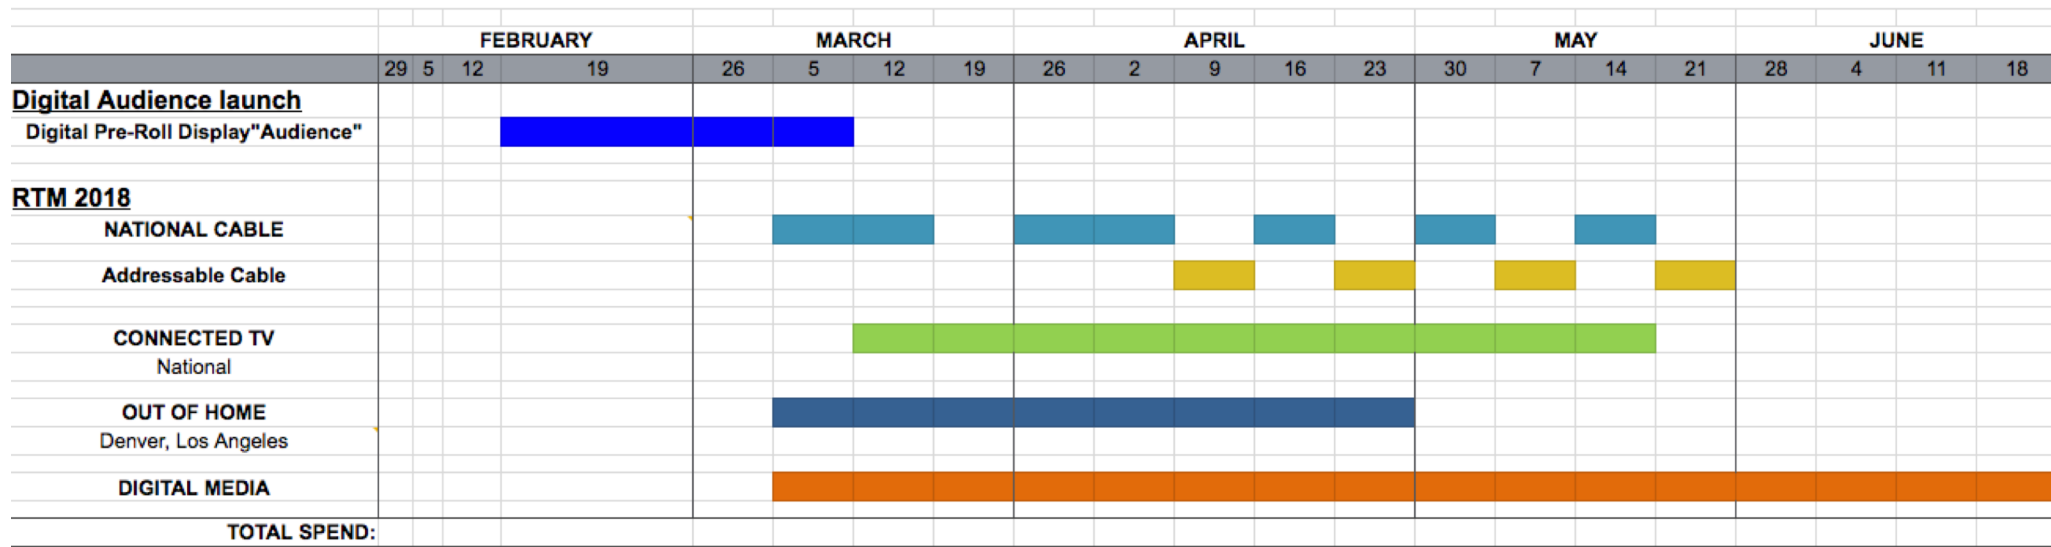 FEBRUARY MARCH APRIL MAY JUNE
29 5 12 19 26 5 12 19 26 2 9 16 23 30 7 14 21 28 4 11 18
Digital Audience launch
Digital Pre-Roll Display"Audience"
RTM 2018
NATIONAL CABLE
Addressable Cable
CONNECTED TV
National
OUT OF HOME
Denver, Los Angeles
DIGITAL MEDIA
TOTAL SPEND: